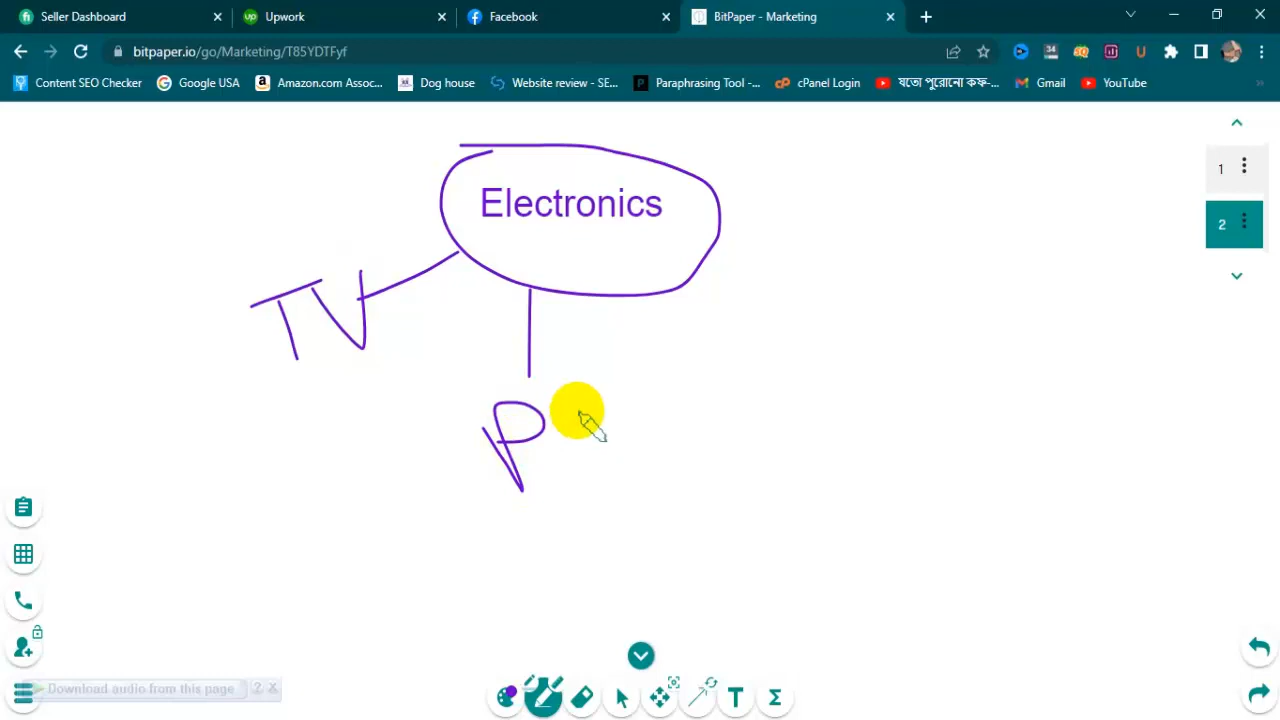 Seller Dashboard
Upwork
Facebook
BitPaper - Marketing
bitpaper.io/go/Marketing/T85YDTFyf
34
Content SEO Checker
Google USA
Amazon.com Assoc...
Dog house
Website review - SE...
Paraphrasing Tool -...
cPanel Login
যতো পুরোনো কফ-...
Gmail
YouTube
Electronics
TV
P
1
2
Download audio from this page
?
T
Σ